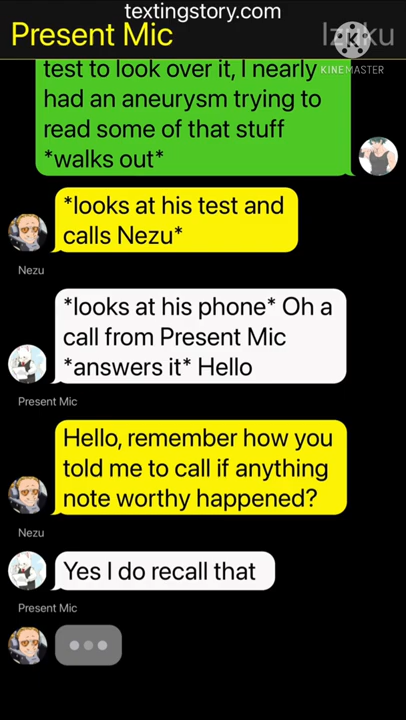 textingstory.com
Present Mic
Izuku
KINEMASTER
test to look over it, I nearly
had an aneurysm trying to
read some of that stuff
*walks out*
*looks at his test and
calls Nezu*
Nezu
*looks at his phone* Oh a
call from Present Mic
*answers it* Hello
Present Mic
Hello, remember how you
told me to call if anything
note worthy happened?
Nezu
Yes I do recall that
Present Mic